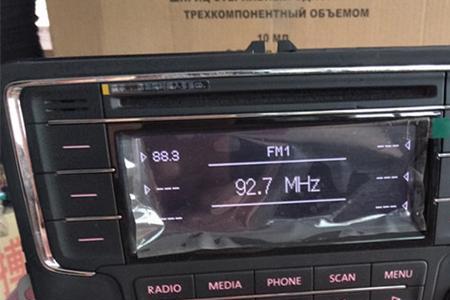 ТРЕХКОМПОНЕНТНЫЙ ОБЪЕМОМ
10 МЛ
FM1
88.3
92.7 MHz
RADIO MEDIA PHONE SCAN MENU